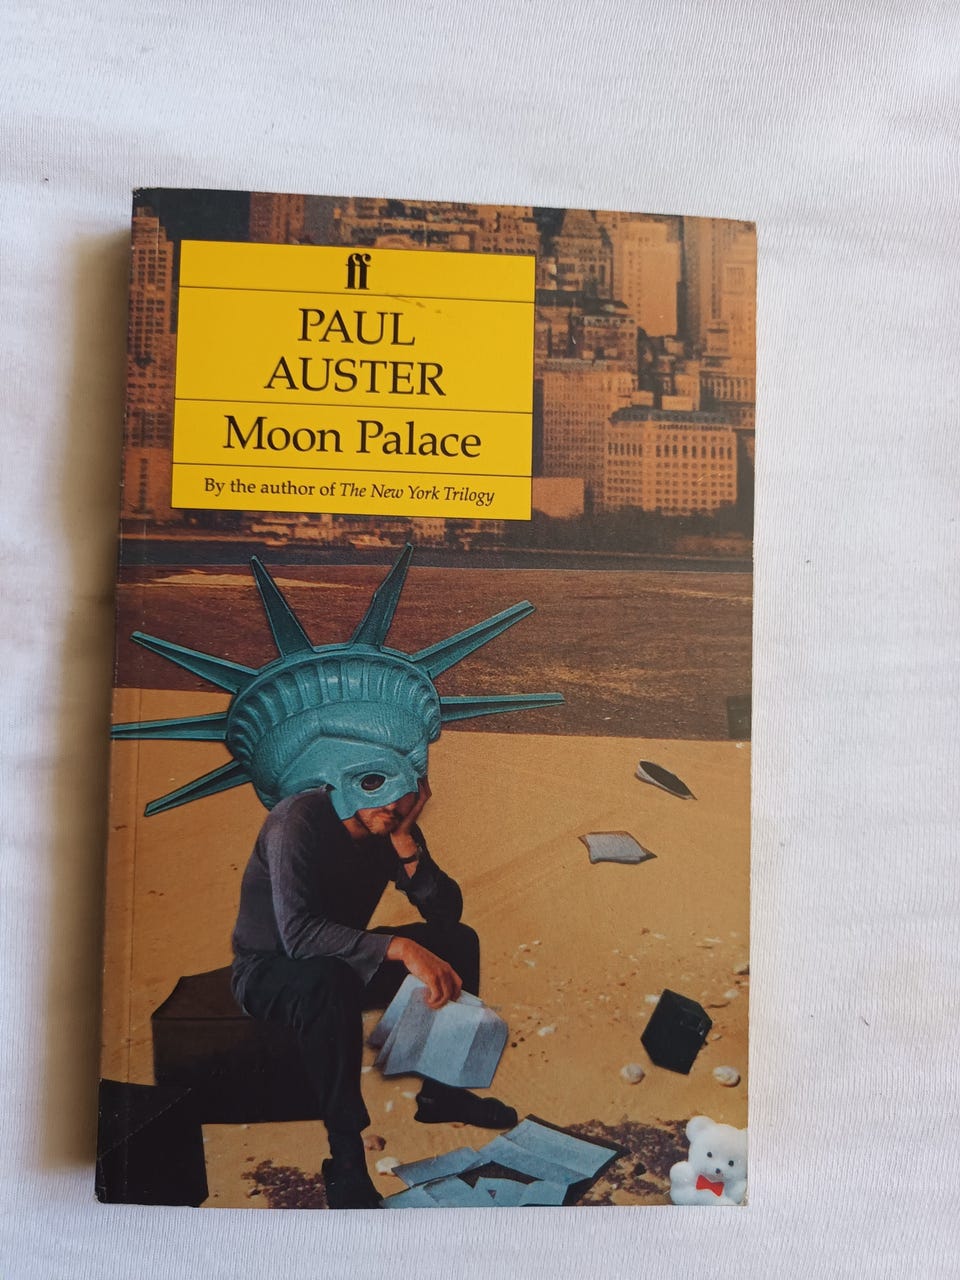 ff
PAUL
AUSTER
Moon Palace
By the author of The New York Trilogy